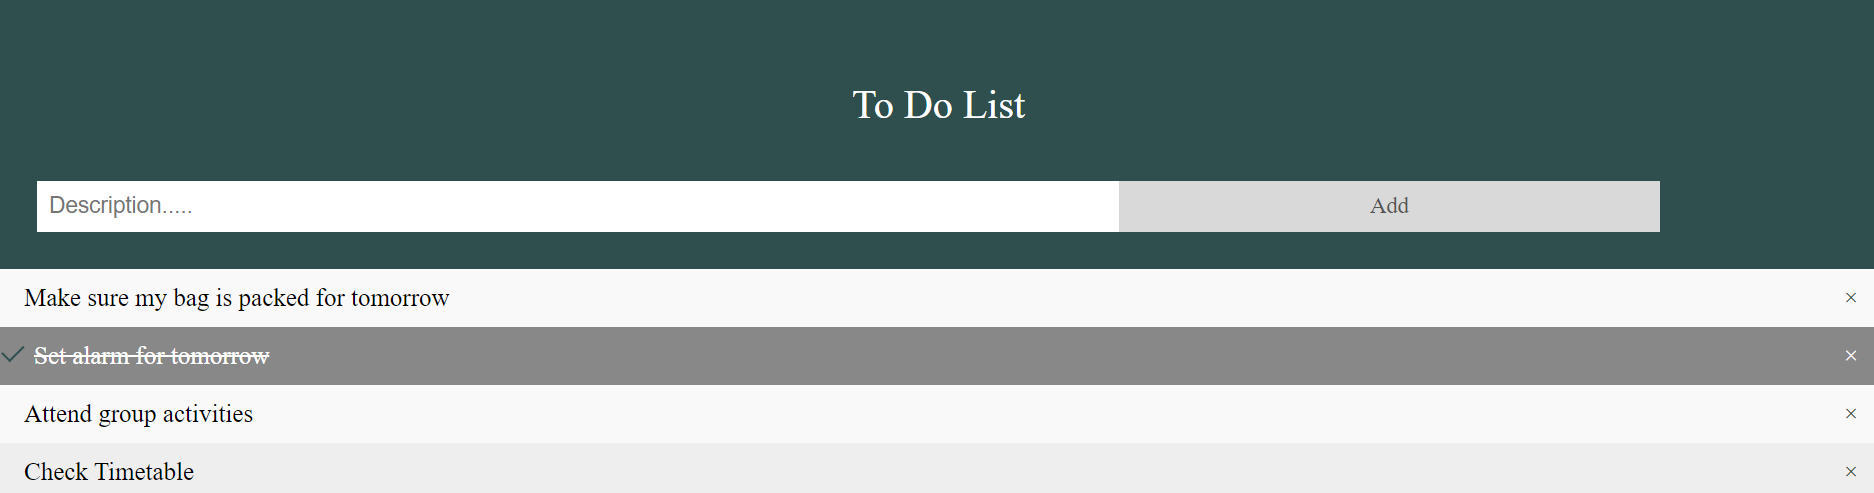 To Do List
Description.....
Add
Make sure my bag is packed for tomorrow
×
Set alarm for tomorrow
×
Attend group activities
×
Check Timetable
×